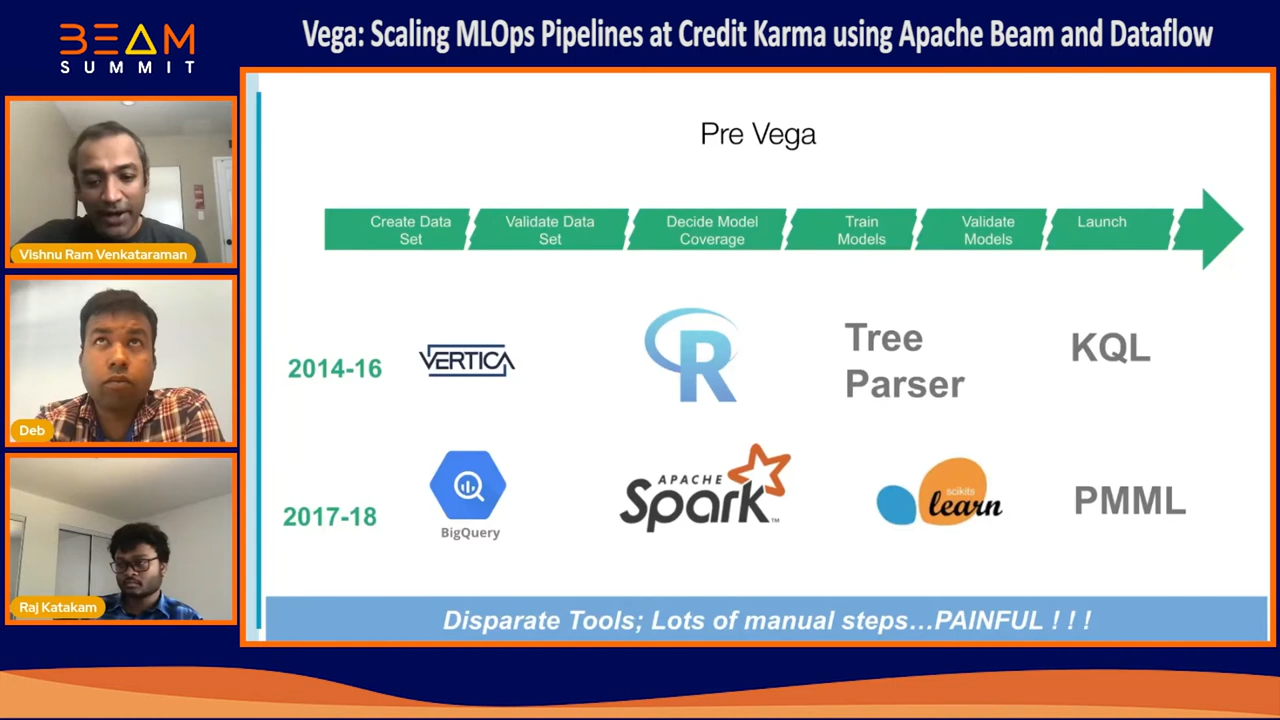 BEAM
SUMMIT
Vega: Scaling MLOps Pipelines at Credit Karma using Apache Beam and Dataflow
Vishnu Ram Venkataraman
Deb
Raj Katakam
Pre Vega
Create Data
Set
Validate Data
Set
Decide Model
Coverage
Train
Models
Validate
Models
Launch
2014-16
VERTICA
R
Tree
Parser
KQL
2017-18
BigQuery
APACHE
Spark™
scikits
learn
PMML
Disparate Tools; Lots of manual steps…PAINFUL ! ! !